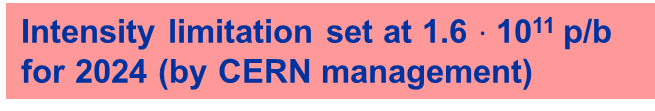 Intensity limitation set at 1.6 · 10¹¹ p/b
for 2024 (by CERN management)